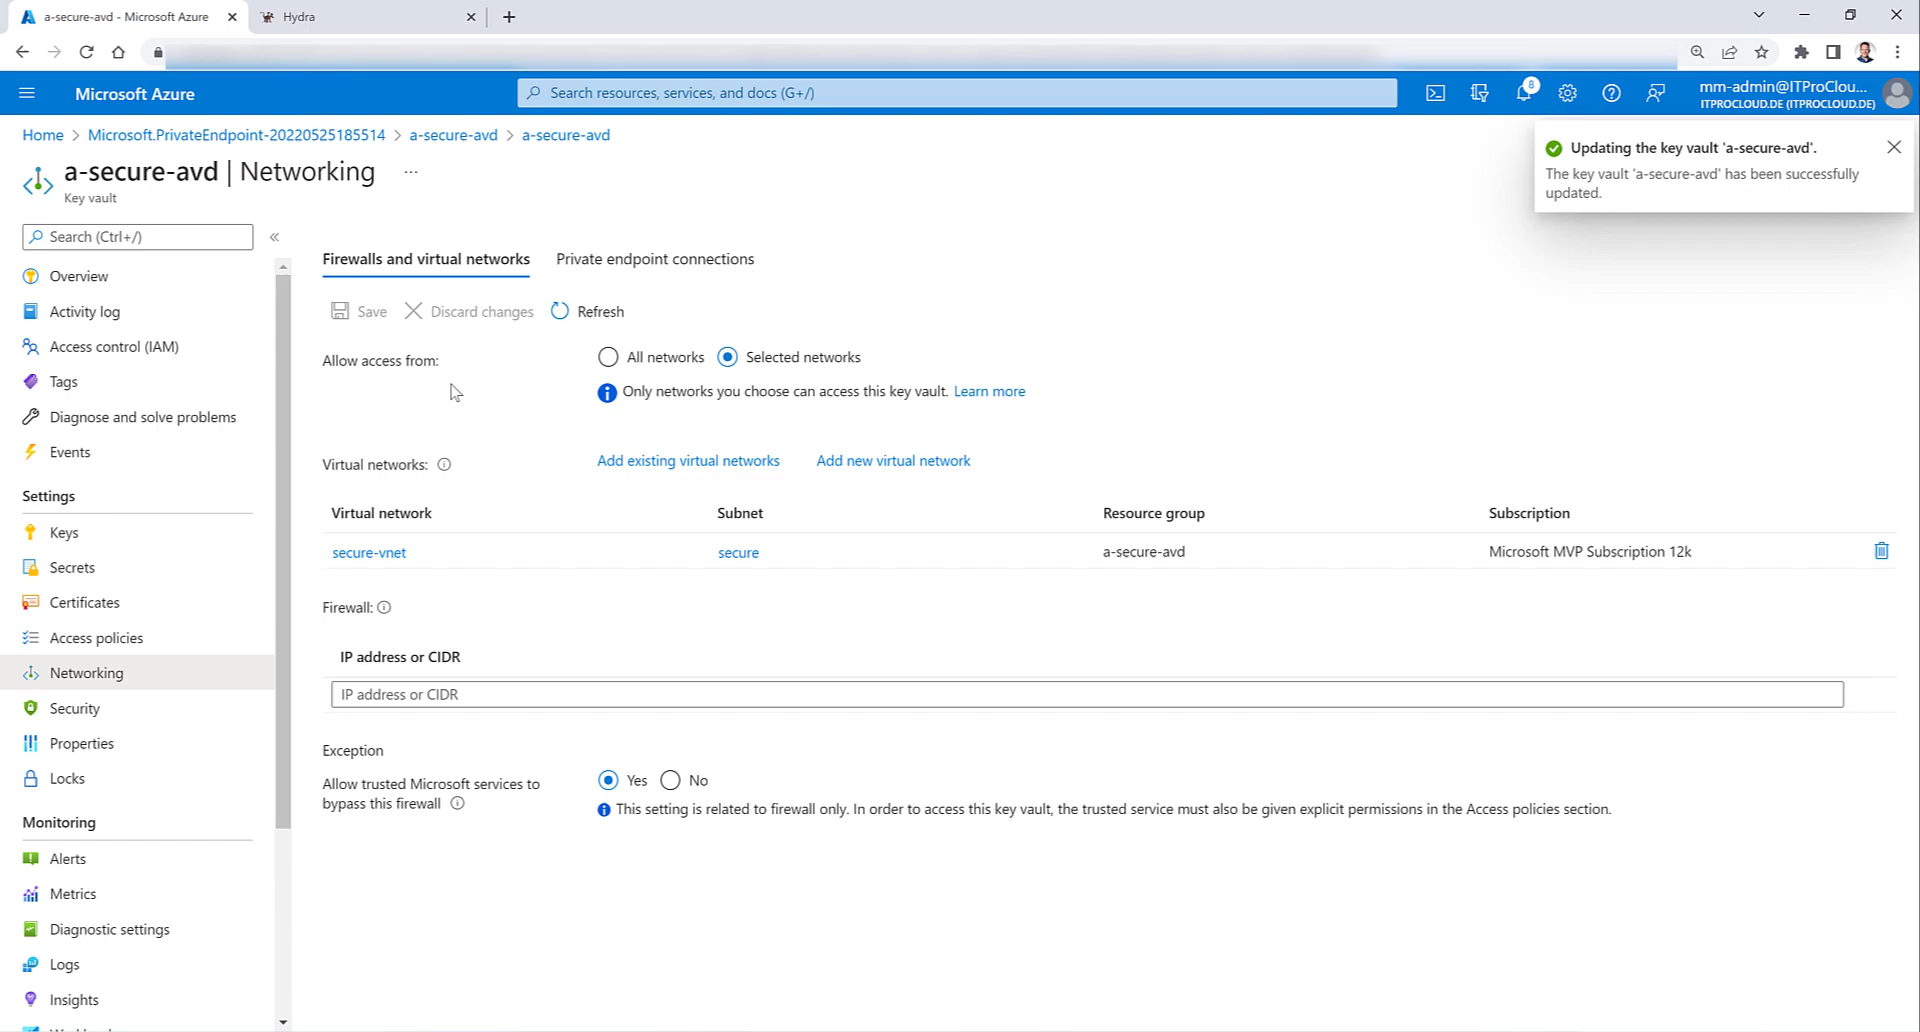 a-secure-avd - Microsoft Azure
Hydra
Microsoft Azure
Search resources, services, and docs (G+/)
8
mm-admin@ITProClou...
ITPROCLOUD.DE (ITPROCLOUD.DE)
Home > Microsoft.PrivateEndpoint-20220525185514 > a-secure-avd > a-secure-avd
a-secure-avd | Networking ...
Key vault
Updating the key vault 'a-secure-avd'.
The key vault 'a-secure-avd' has been successfully
updated.
Search (Ctrl+/)
«
Overview
Activity log
Access control (IAM)
Tags
Diagnose and solve problems
Events
Settings
Keys
Secrets
Certificates
Access policies
Networking
Security
Properties
Locks
Monitoring
Alerts
Metrics
Diagnostic settings
Logs
Insights
Firewalls and virtual networks
Private endpoint connections
Save
Discard changes
Refresh
Allow access from:
All networks
Selected networks
Only networks you choose can access this key vault. Learn more
Virtual networks:
Add existing virtual networks
Add new virtual network
Virtual network
Subnet
Resource group
Subscription
secure-vnet
secure
a-secure-avd
Microsoft MVP Subscription 12k
Firewall:
IP address or CIDR
IP address or CIDR
Exception
Allow trusted Microsoft services to
bypass this firewall
Yes
No
This setting is related to firewall only. In order to access this key vault, the trusted service must also be given explicit permissions in the Access policies section.